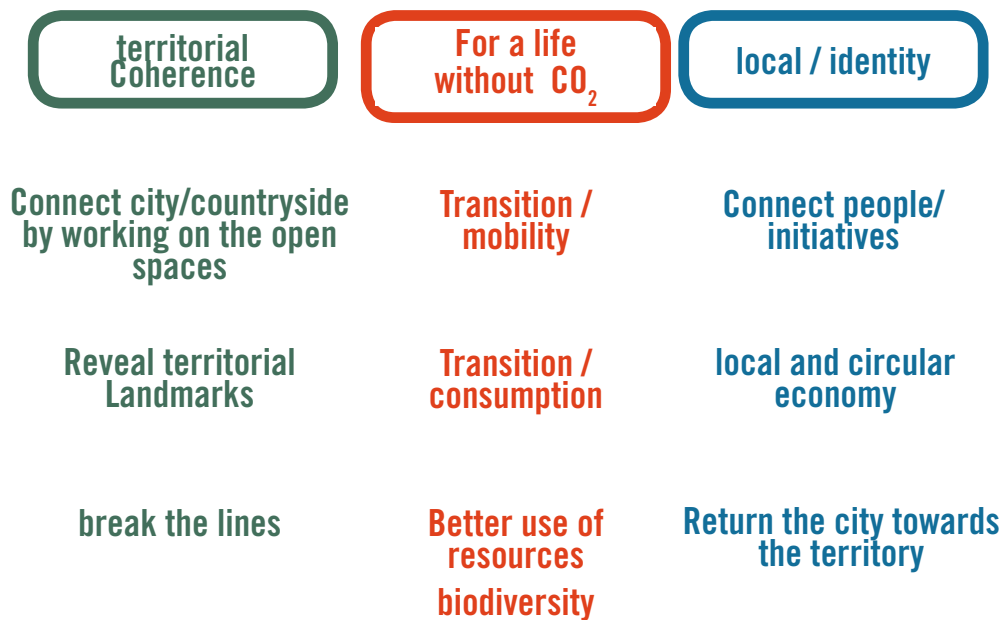 territorial
Coherence
For a life
without CO₂
local / identity
Connect city/countryside
by working on the open
spaces
Transition /
mobility
Connect people/
initiatives
Reveal territorial
Landmarks
Transition /
consumption
local and circular
economy
break the lines
Better use of
resources
biodiversity
Return the city towards
the territory